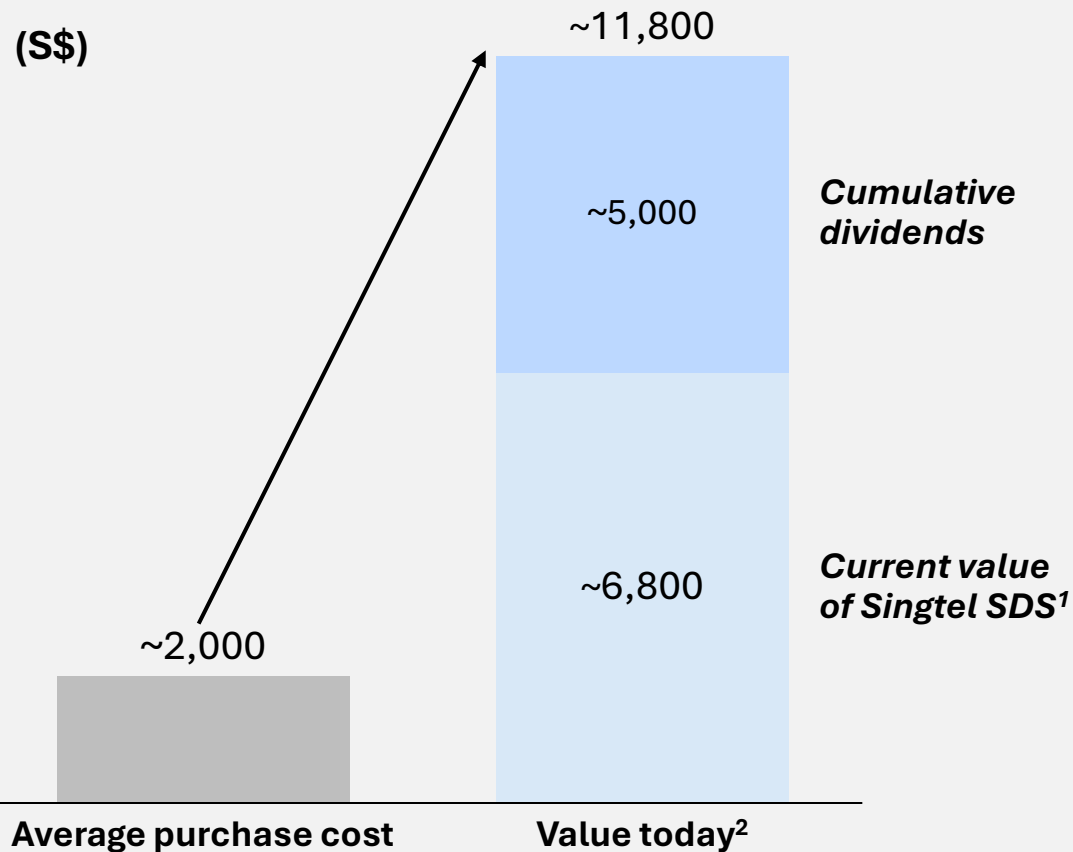 (S$)
~11,800
~5,000
Cumulative
dividends
~6,800
Current value
of Singtel SDS¹
~2,000
Average purchase cost
Value today²